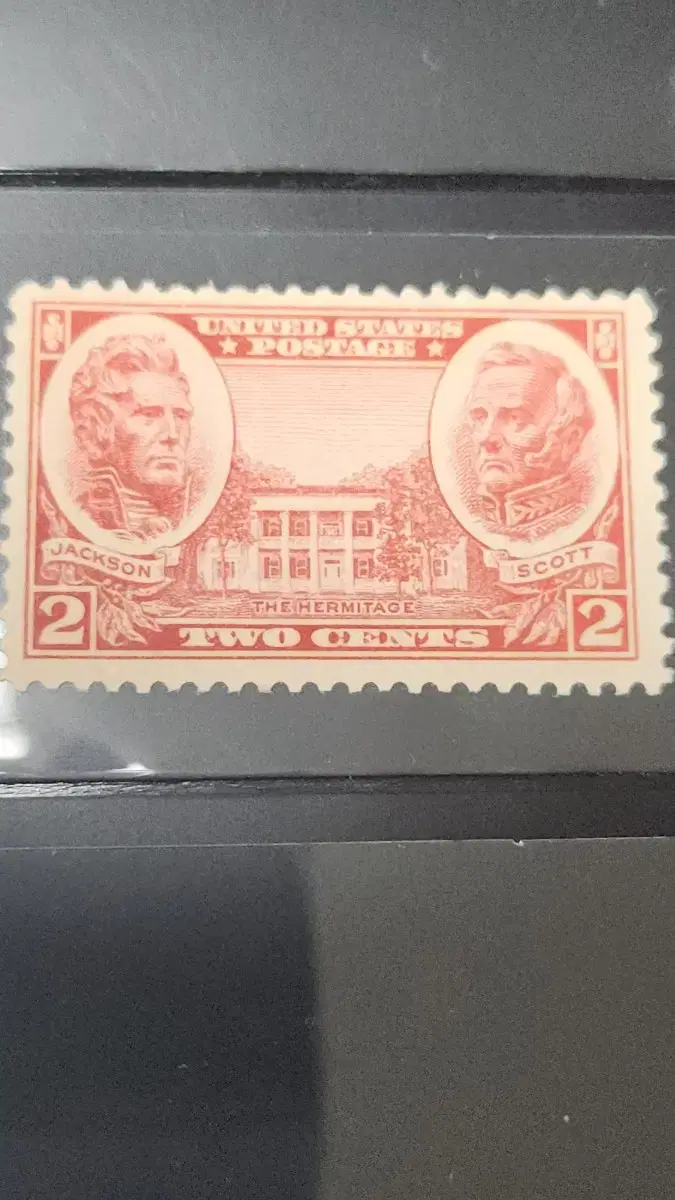 UNITED STATES
★ POSTAGE ★
JACKSON
SCOTT
THE HERMITAGE
2 TWO CENTS 2